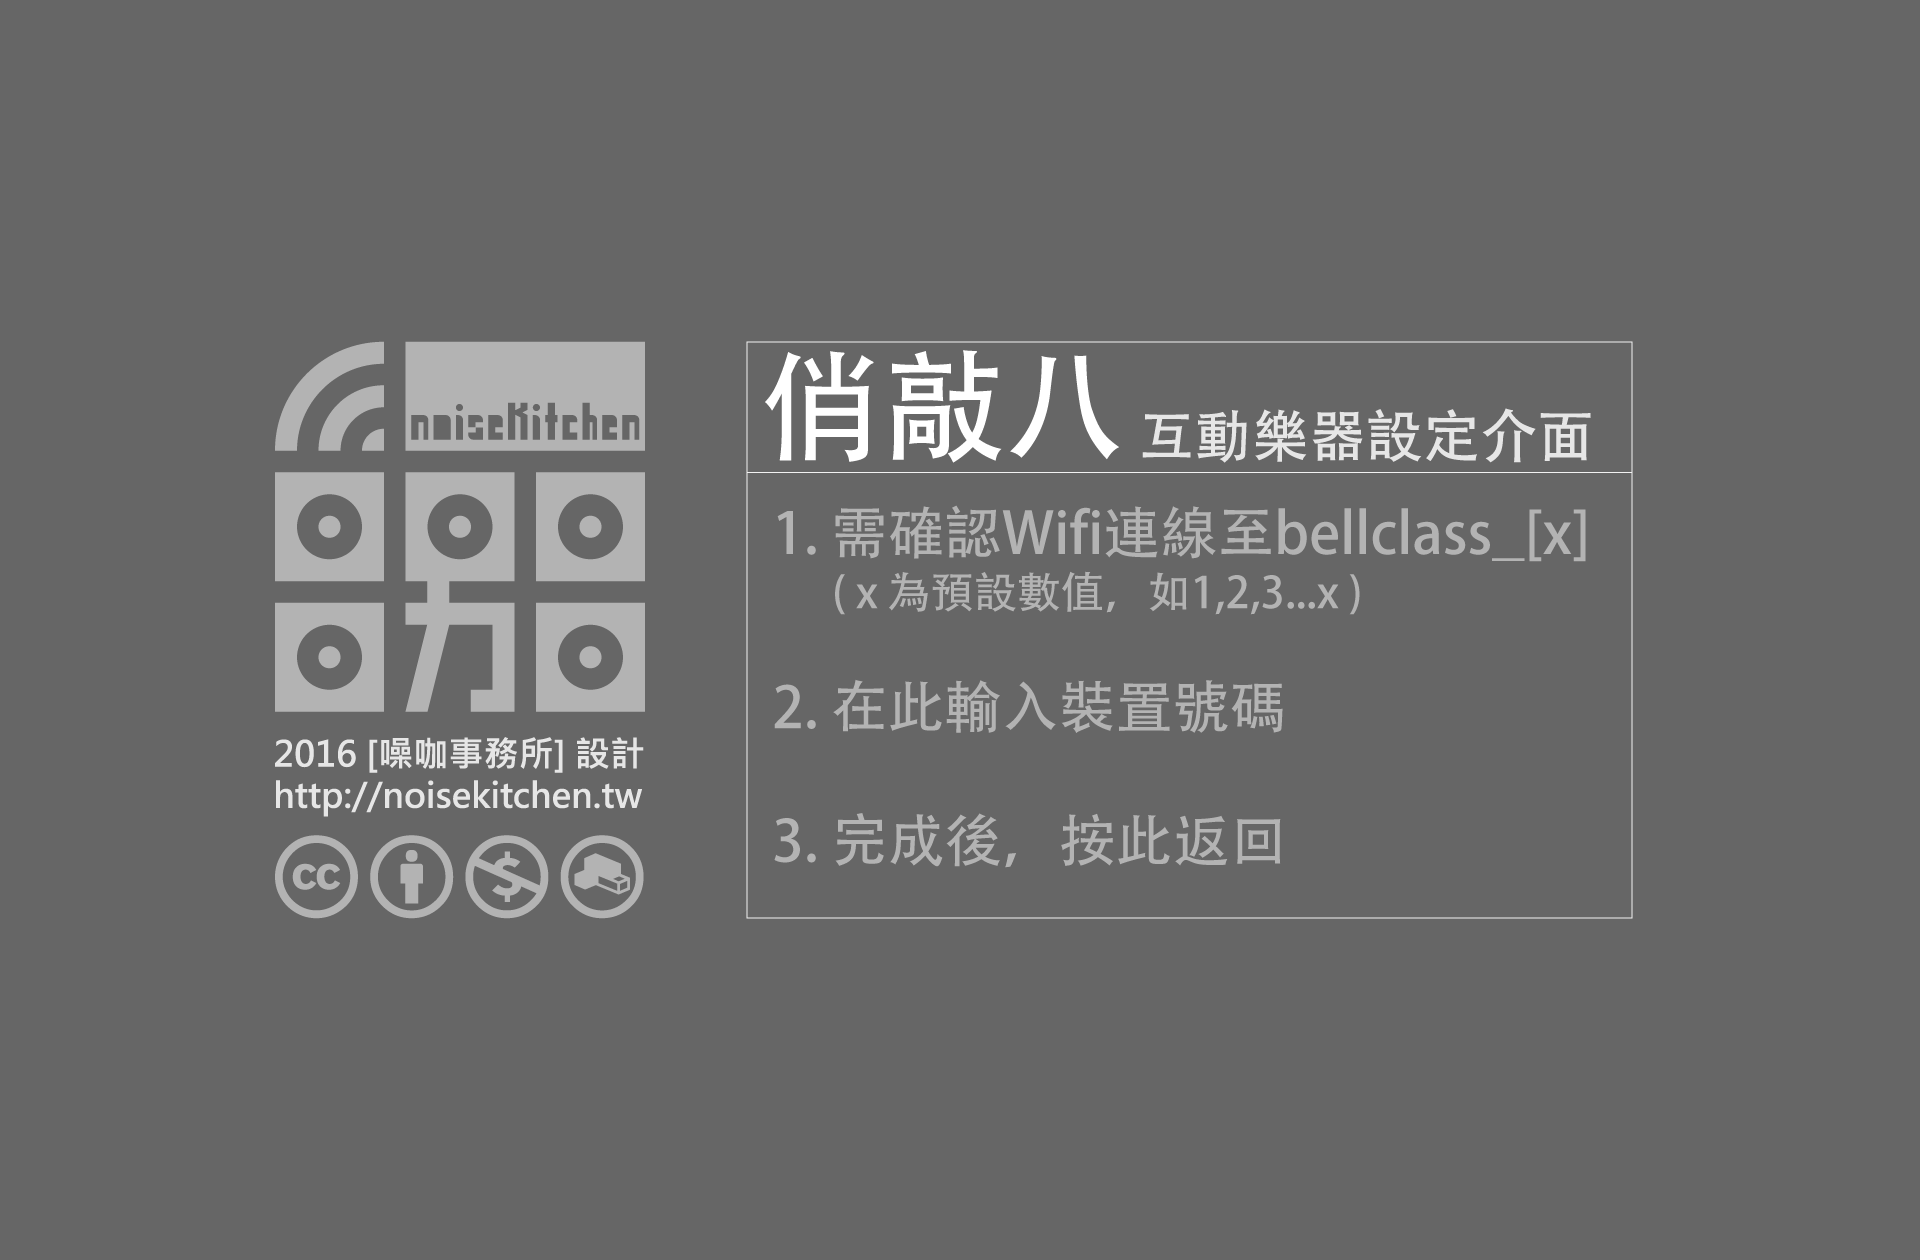 noiseKitchen
2016 [噪咖事務所] 設計
http://noisekitchen.tw
cc
俏敲八 互動樂器設定介面
1. 需確認Wifi連線至bellclass_[x]
( x 為預設數值， 如1,2,3...x )
2. 在此輸入裝置號碼
3. 完成後，按此返回